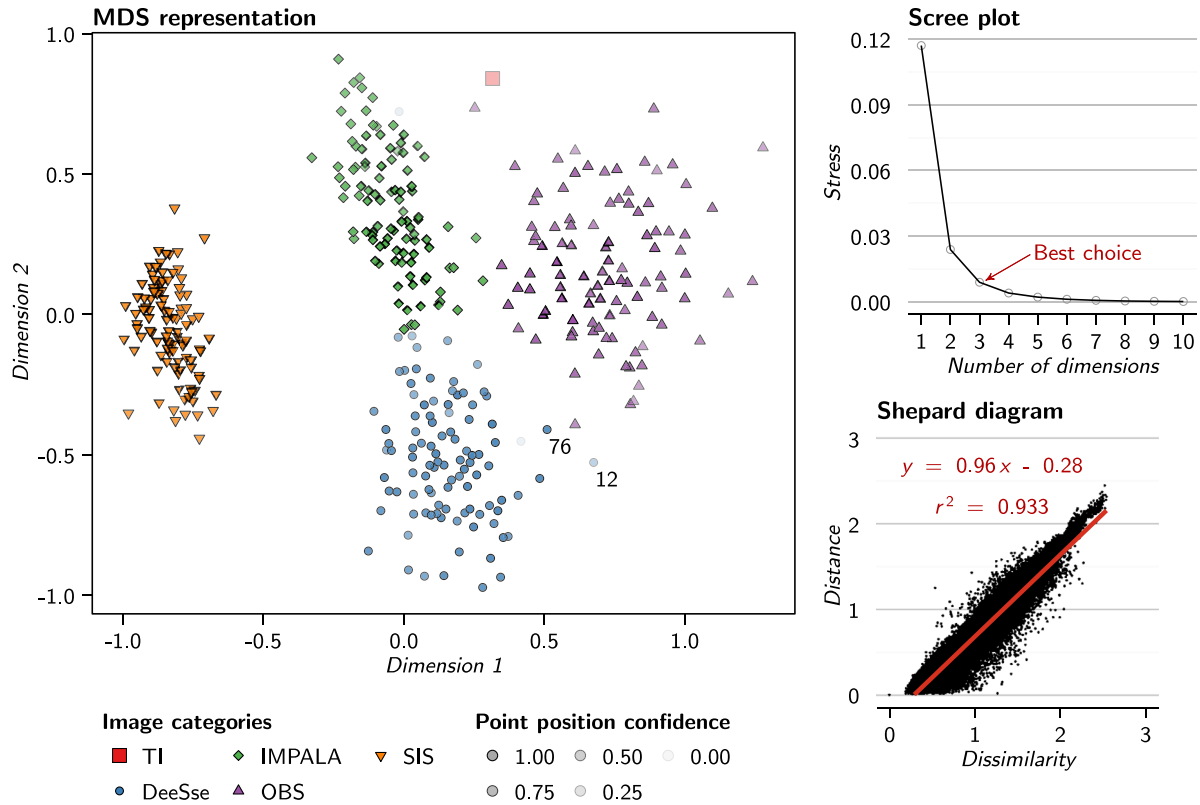 MDS representation
1.0
0.5
0.0
-0.5
-1.0
Dimension 2
76
12
-1.0 -0.5 0.0 0.5 1.0
Dimension 1
Scree plot
0.12
0.09
0.06
0.03
0.00
Stress
Best choice
1 2 3 4 5 6 7 8 9 10
Number of dimensions
Shepard diagram
3
2
1
0
Distance
y = 0.96 x - 0.28
r² = 0.933
0 1 2 3
Dissimilarity
Image categories
TI IMPALA SIS
DeeSse OBS
Point position confidence
1.00 0.50 0.00
0.75 0.25